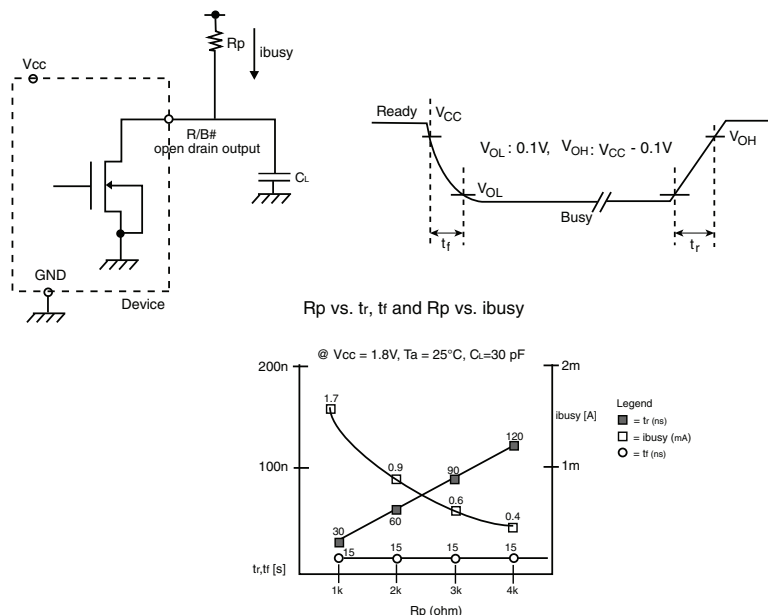 Rp
ibusy
Vcc
R/B#
open drain output
CL
GND
Device
Ready
VCC
VOL : 0.1V, VOH : VCC - 0.1V
VOH
VOL
Busy
tf
tr
Rp vs. tr, tf and Rp vs. ibusy
@ Vcc = 1.8V, Ta = 25°C, CL=30 pF
200n
2m
1.7
ibusy [A]
Legend
= tr (ns)
= ibusy (mA)
= tf (ns)
120
100n
0.9
90
1m
0.6
0.4
30
60
15
15
15
15
tr,tf [s]
1k
2k
3k
4k
Rp (ohm)